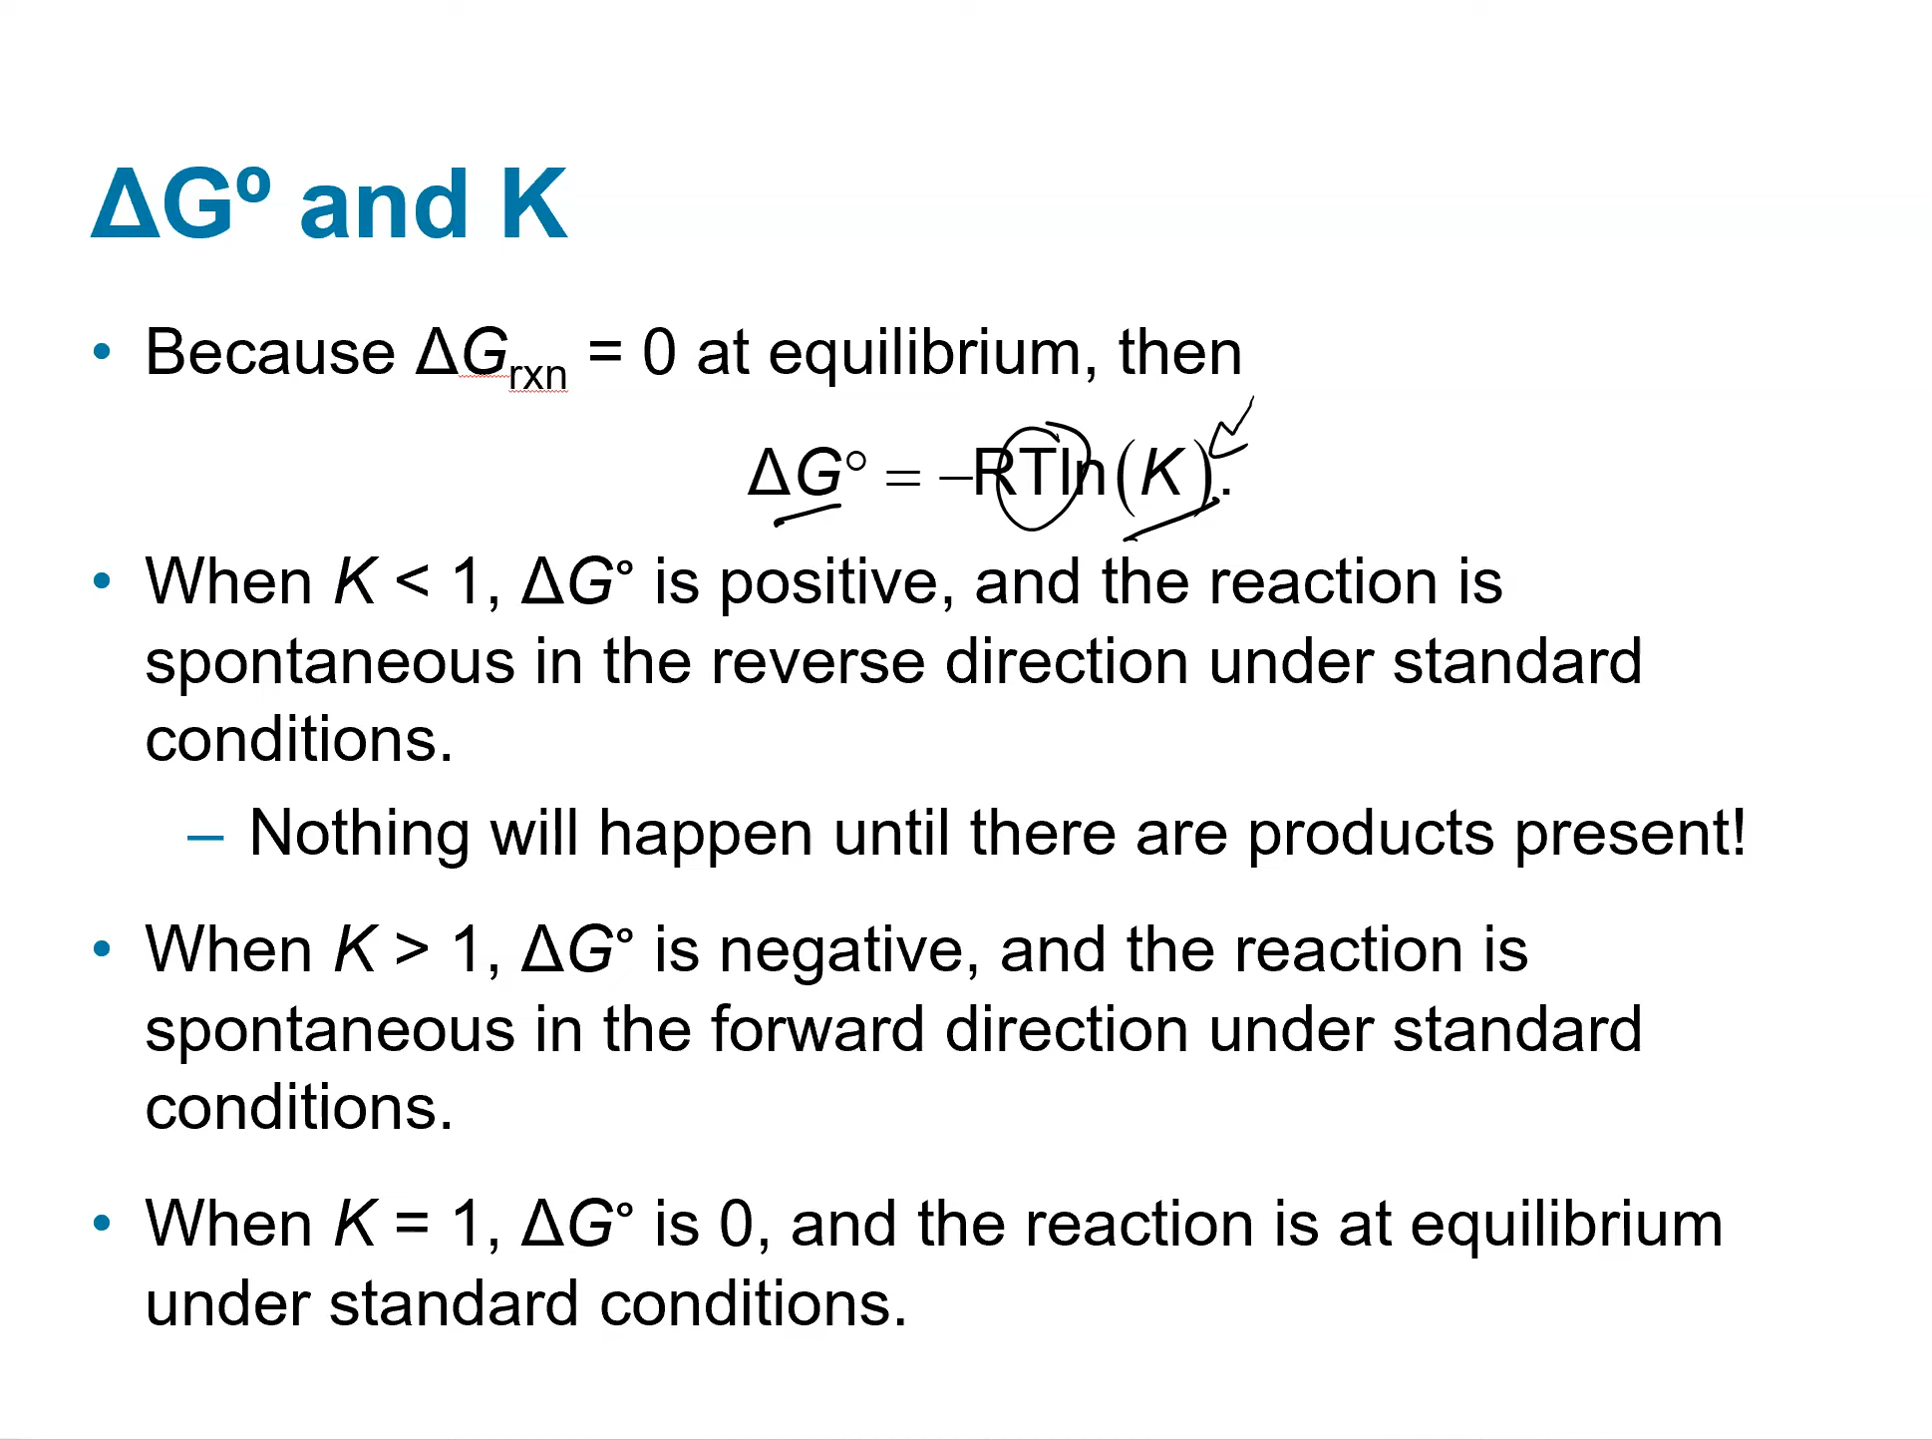 ΔGº and K
• Because ΔGrxn = 0 at equilibrium, then
ΔG° = –RTln(K).
• When K < 1, ΔG° is positive, and the reaction is
spontaneous in the reverse direction under standard
conditions.
– Nothing will happen until there are products present!
• When K > 1, ΔG° is negative, and the reaction is
spontaneous in the forward direction under standard
conditions.
• When K = 1, ΔG° is 0, and the reaction is at equilibrium
under standard conditions.